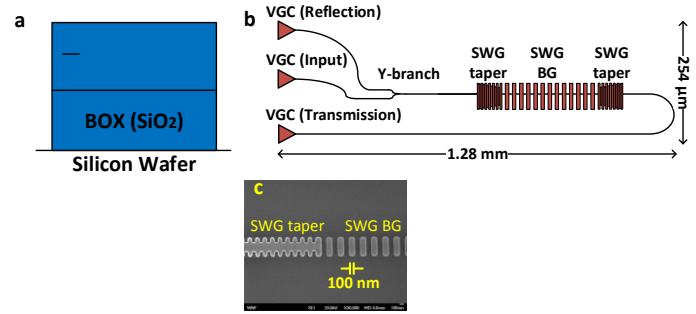 a
BOX (SiO2)
Silicon Wafer
b
VGC (Reflection)
VGC (Input)
Y-branch
SWG
taper
SWG
BG
SWG
taper
VGC (Transmission)
254 µm
1.28 mm
c
SWG taper
SWG BG
100 nm